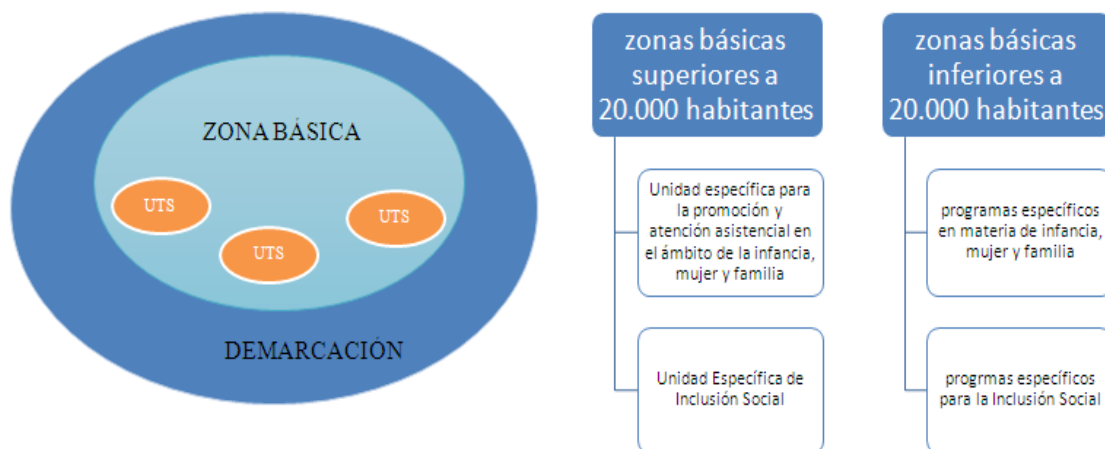 ZONA BÁSICA
UTS
UTS
UTS
DEMARCACIÓN
zonas básicas
superiores a
20.000 habitantes
Unidad específica para
la promoción y
atención asistencial en
el ámbito de la infancia,
mujer y familia
Unidad Específica de
Inclusión Social
zonas básicas
inferiores a
20.000 habitantes
programas específicos
en materia de infancia,
mujer y familia
progrmas específicos
para la Inclusión Social